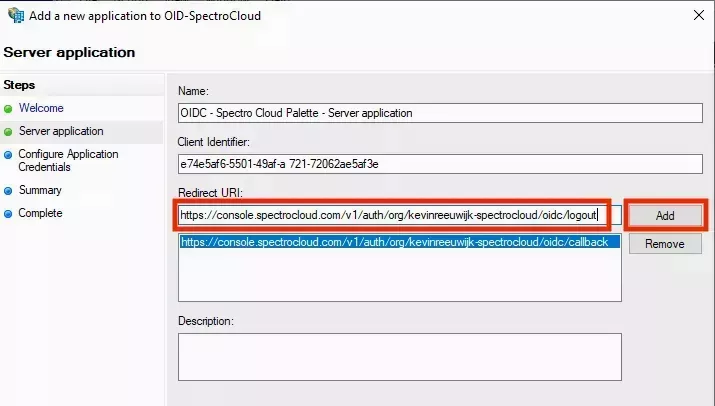 Add a new application to OID-SpectroCloud
Server application
Steps
Welcome
Server application
Configure Application
Credentials
Summary
Complete
Name:
OIDC - Spectro Cloud Palette - Server application
Client Identifier:
e74e5af6-5501-49af-a 721-72062ae5af3e
Redirect URI:
https://console.spectrocloud.com/v1/auth/org/kevinreeuwijk-spectrocloud/oidc/logout
Add
https://console.spectrocloud.com/v1/auth/org/kevinreeuwijk-spectrocloud/oidc/callback
Remove
Description: